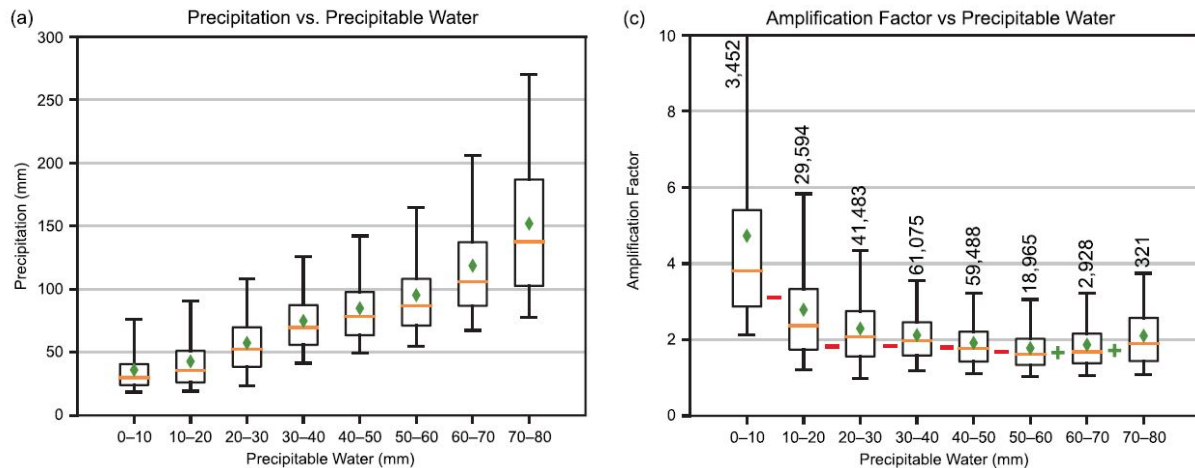 (a)
Precipitation vs. Precipitable Water
300
250
200
150
100
50
0
Precipitation (mm)
0–10 10–20 20–30 30–40 40–50 50–60 60–70 70–80
Precipitable Water (mm)
(c)
Amplification Factor vs Precipitable Water
10
8
6
4
2
0
Amplification Factor
3,452
29,594
41,483
61,075
59,488
18,965
2,928
321
0–10 10–20 20–30 30–40 40–50 50–60 60–70 70–80
Precipitable Water (mm)